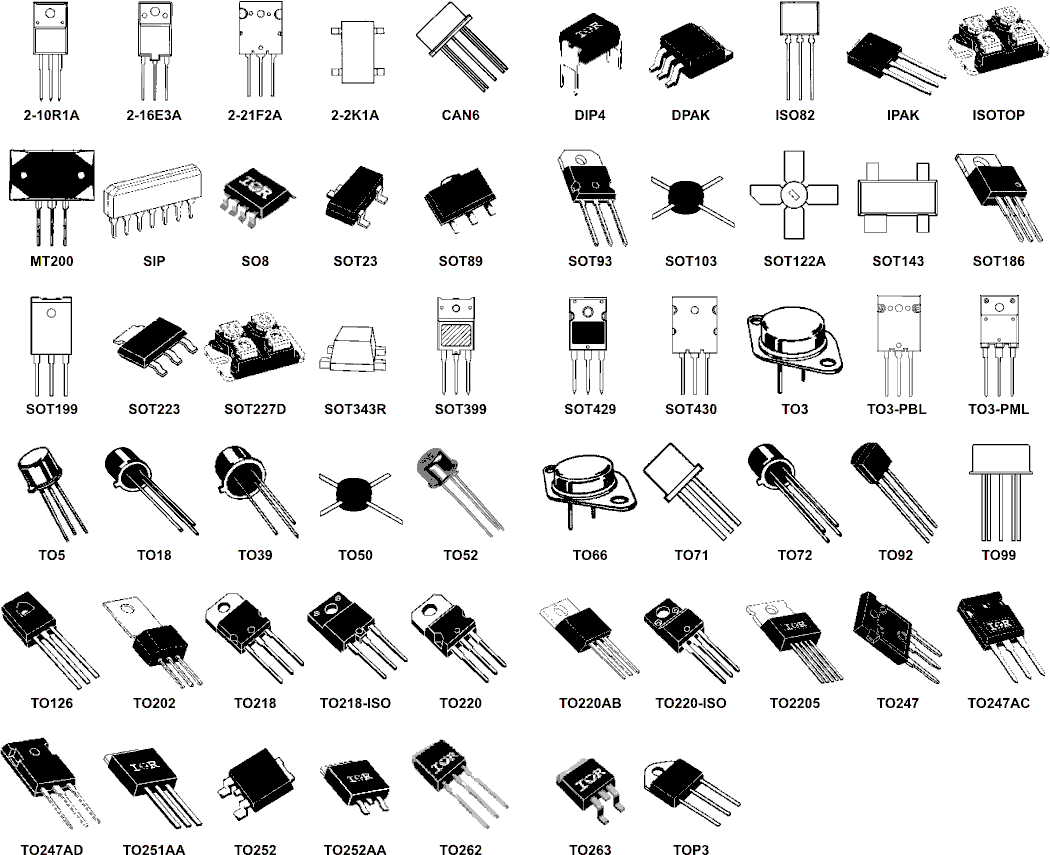 2-10R1A 2-16E3A 2-21F2A 2-2K1A CAN6 DIP4 DPAK ISO82 IPAK ISOTOP
MT200 SIP SO8 SOT23 SOT89 SOT93 SOT103 SOT122A SOT143 SOT186
SOT199 SOT223 SOT227D SOT343R SOT399 SOT429 SOT430 TO3 TO3-PBL TO3-PML
TO5 TO18 TO39 TO50 TO52 TO66 TO71 TO72 TO92 TO99
TO126 TO202 TO218 TO218-ISO TO220 TO220AB TO220-ISO TO2205 TO247 TO247AC
TO247AD TO251AA TO252 TO252AA TO262 TO263 TOP3